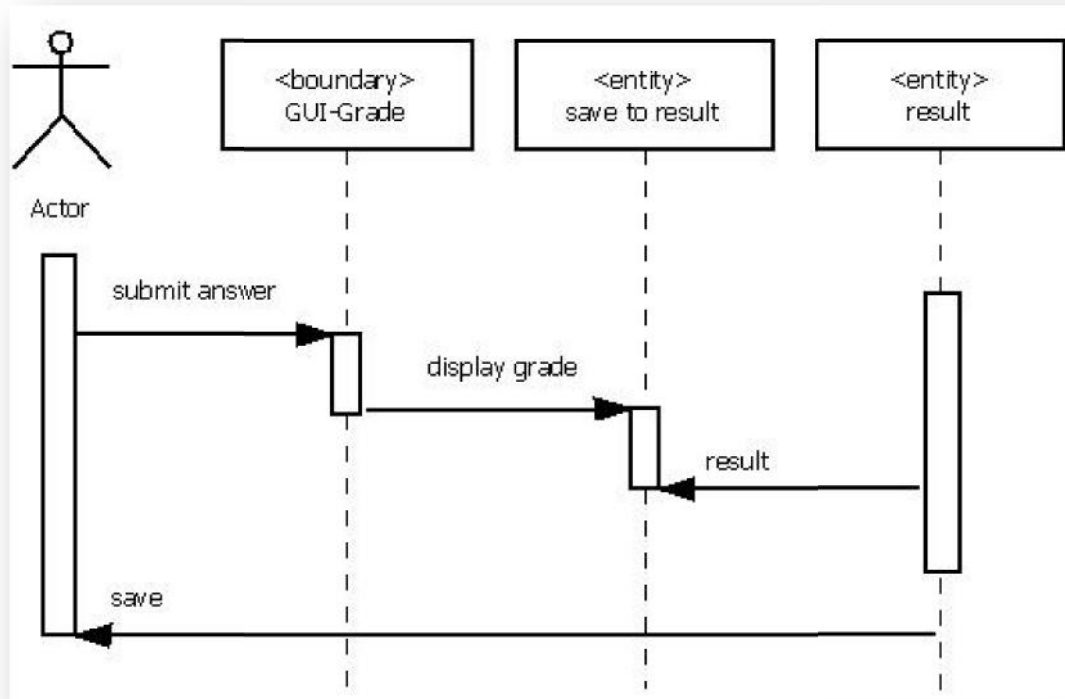 <boundary>
GUI-Grade
<entity>
save to result
<entity>
result
Actor
submit answer
display grade
result
save